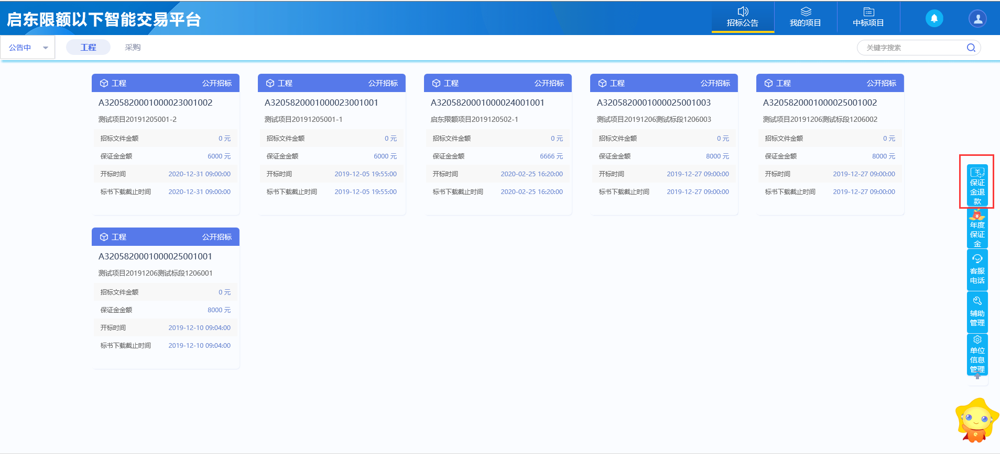 启东限额以下智能交易平台
招标公告
我的项目
中标项目
公告中
工程
采购
关键字搜索
工程 公开招标
A3205820001000023001002
测试项目20191205001-2
招标文件金额 0 元
保证金金额 6000 元
开标时间 2020-12-31 09:00:00
标书下载截止时间 2020-12-31 09:00:00
工程 公开招标
A3205820001000023001001
测试项目20191205001-1
招标文件金额 0 元
保证金金额 6000 元
开标时间 2019-12-05 19:55:00
标书下载截止时间 2019-12-05 19:55:00
工程 公开招标
A3205820001000024001001
启东限额项目2019120502-1
招标文件金额 0 元
保证金金额 6666 元
开标时间 2020-02-25 16:20:00
标书下载截止时间 2020-02-25 16:20:00
工程 公开招标
A3205820001000025001003
测试项目20191206测试标段1206003
招标文件金额 0 元
保证金金额 8000 元
开标时间 2019-12-27 09:00:00
标书下载截止时间 2019-12-27 09:00:00
工程 公开招标
A3205820001000025001002
测试项目20191206测试标段1206002
招标文件金额 0 元
保证金金额 8000 元
开标时间 2019-12-27 09:00:00
标书下载截止时间 2019-12-27 09:00:00
工程 公开招标
A3205820001000025001001
测试项目20191206测试标段1206001
招标文件金额 0 元
保证金金额 8000 元
开标时间 2019-12-10 09:04:00
标书下载截止时间 2019-12-10 09:04:00
保证
金退
款
年度
保证
金
客服
电话
辅助
管理
单位
信息
管理